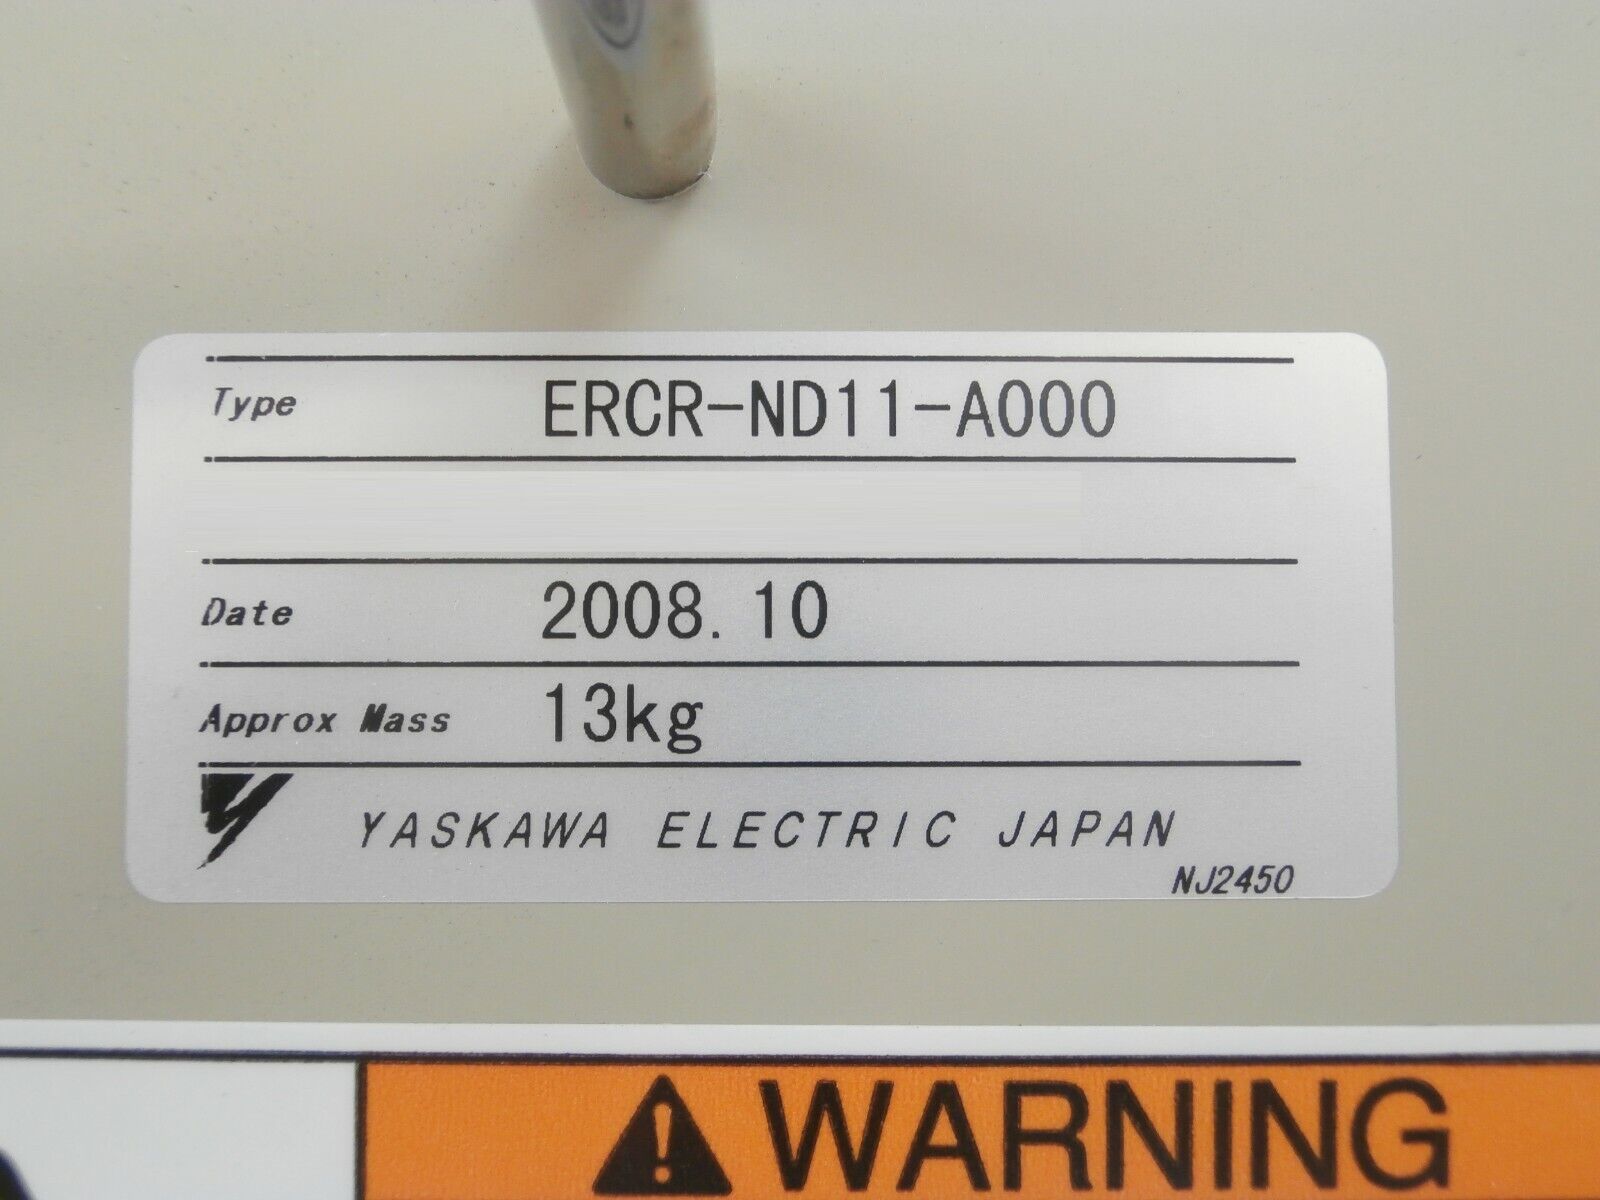 Type ERCR-ND11-A000
Date 2008.10
Approx Mass 13kg
YASKAWA ELECTRIC JAPAN
NJ2450
WARNING